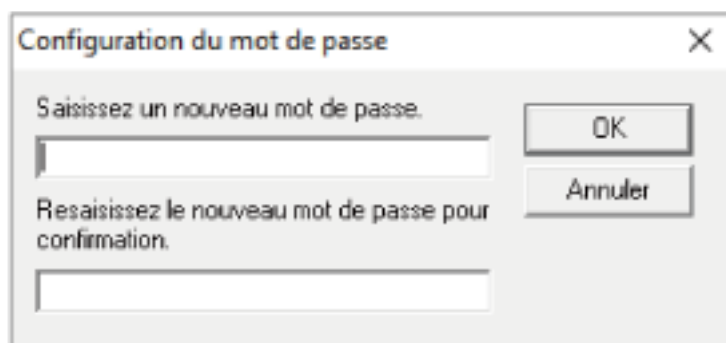 Configuration du mot de passe
Saisissez un nouveau mot de passe.
OK
Annuler
Resaisissez le nouveau mot de passe pour
confirmation.